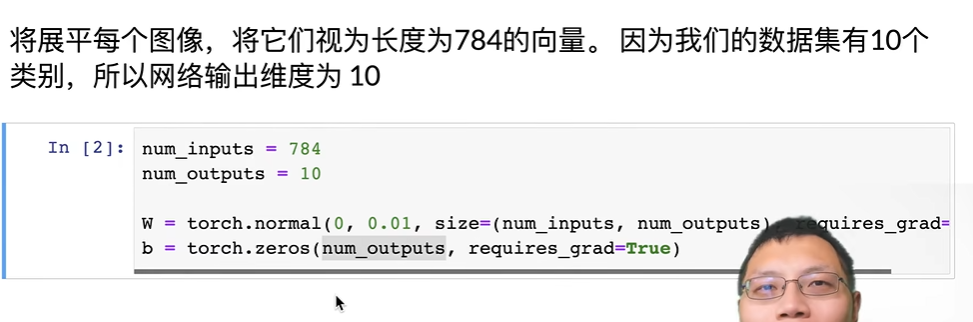 将展平每个图像，将它们视为长度为784的向量。 因为我们的数据集有10个
类别，所以网络输出维度为 10
In [2]:
num_inputs = 784
num_outputs = 10
W = torch.normal(0, 0.01, size=(num_inputs, num_outputs), requires_grad=
b = torch.zeros(num_outputs, requires_grad=True)